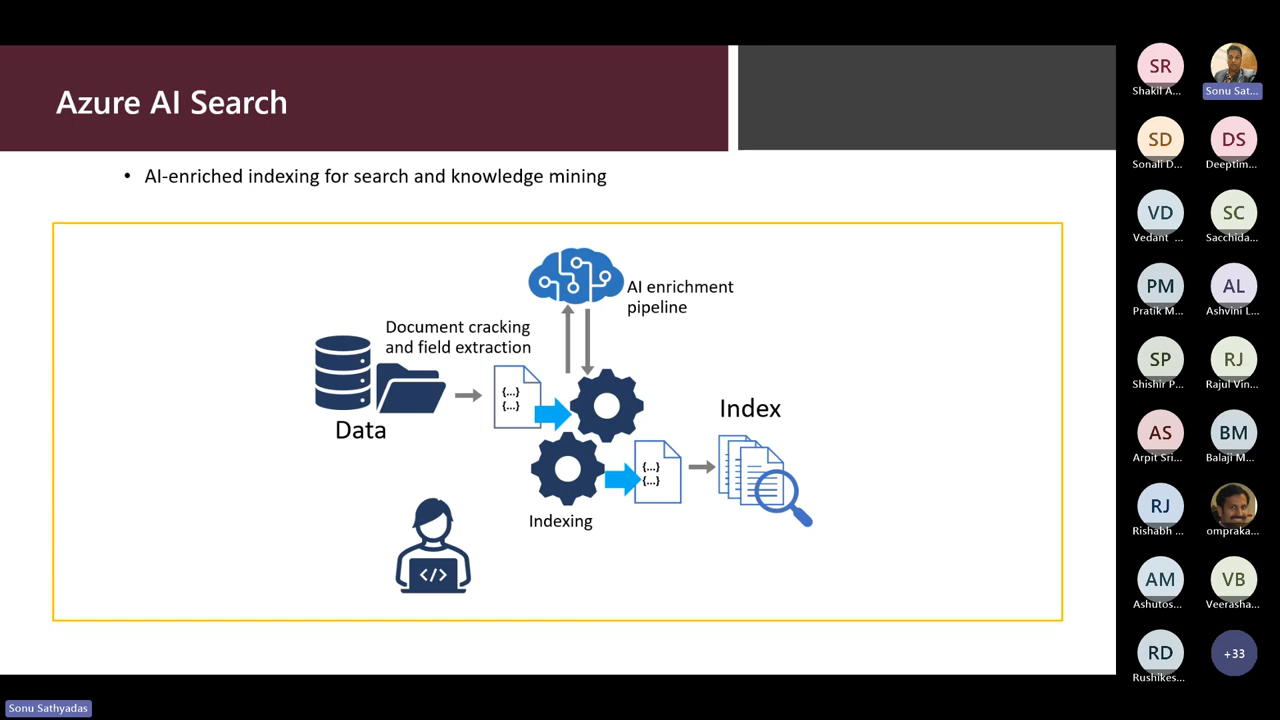 Azure AI Search
• AI-enriched indexing for search and knowledge mining
AI enrichment
pipeline
Document cracking
and field extraction
{...}
{...}
Data
Index
{...}
{...}
Indexing
</>
SR
Shakil A...
Sonu Sat...
SD
Sonali D...
DS
Deeptim...
VD
Vedant ...
SC
Sacchida...
PM
Pratik M...
AL
Ashvini L...
SP
Shishir P...
RJ
Rajul Vin...
AS
Arpit Sri...
BM
Balaji M...
RJ
Rishabh ...
ompraka...
AM
Ashutos...
VB
Veerasha...
RD
Rushikes...
+33
Sonu Sathyadas